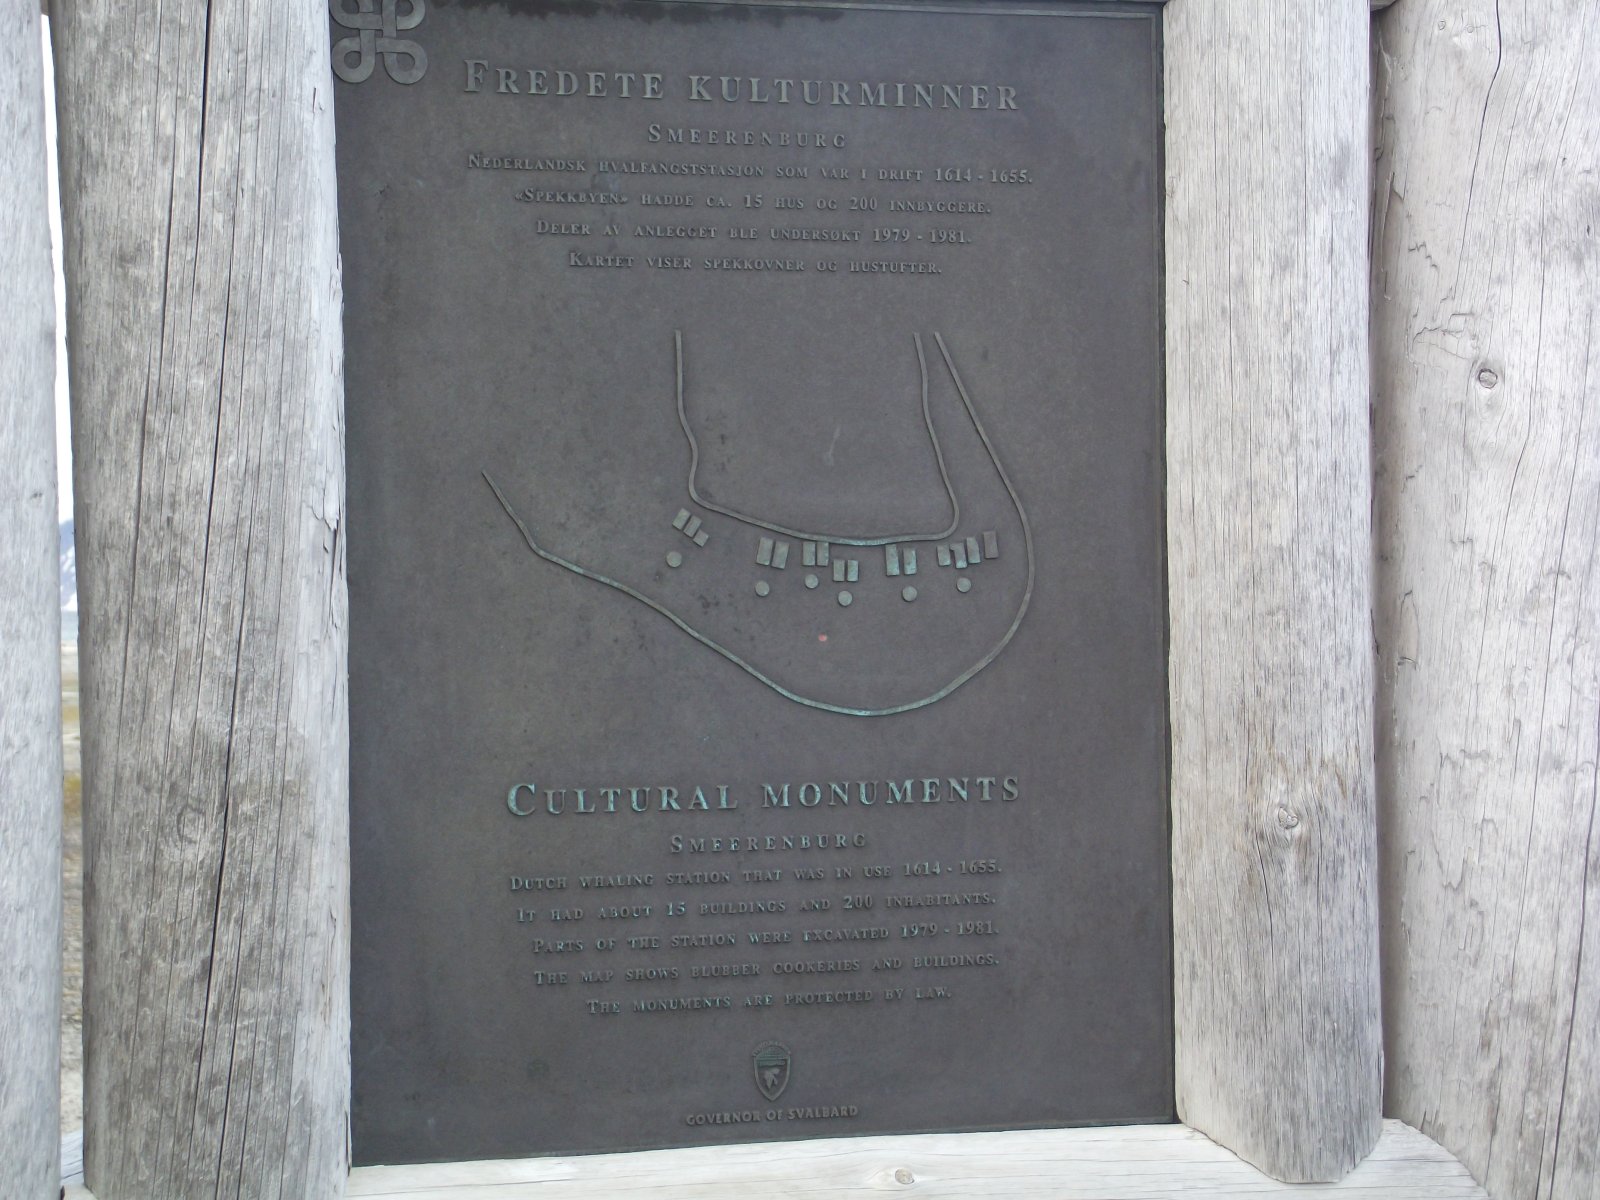 FREDETE KULTURMINNER
SMEERENBURG
NEDERLANDSK HVALFANGSTSTASJON SOM VAR I DRIFT 1614 - 1655.
«SPEKKBYEN» HADDE CA. 15 HUS OG 200 INNBYGGERE.
DELER AV ANLEGGET BLE UNDERSØKT 1979 - 1981.
KARTET VISER SPEKKOVNER OG HUSTUFTER.
CULTURAL MONUMENTS
SMEERENBURG
DUTCH WHALING STATION THAT WAS IN USE 1614 - 1655.
IT HAD ABOUT 15 BUILDINGS AND 200 INHABITANTS.
PARTS OF THE STATION WERE EXCAVATED 1979 - 1981.
THE MAP SHOWS BLUBBER COOKERIES AND BUILDINGS.
THE MONUMENTS ARE PROTECTED BY LAW.
GOVERNOR OF SVALBARD